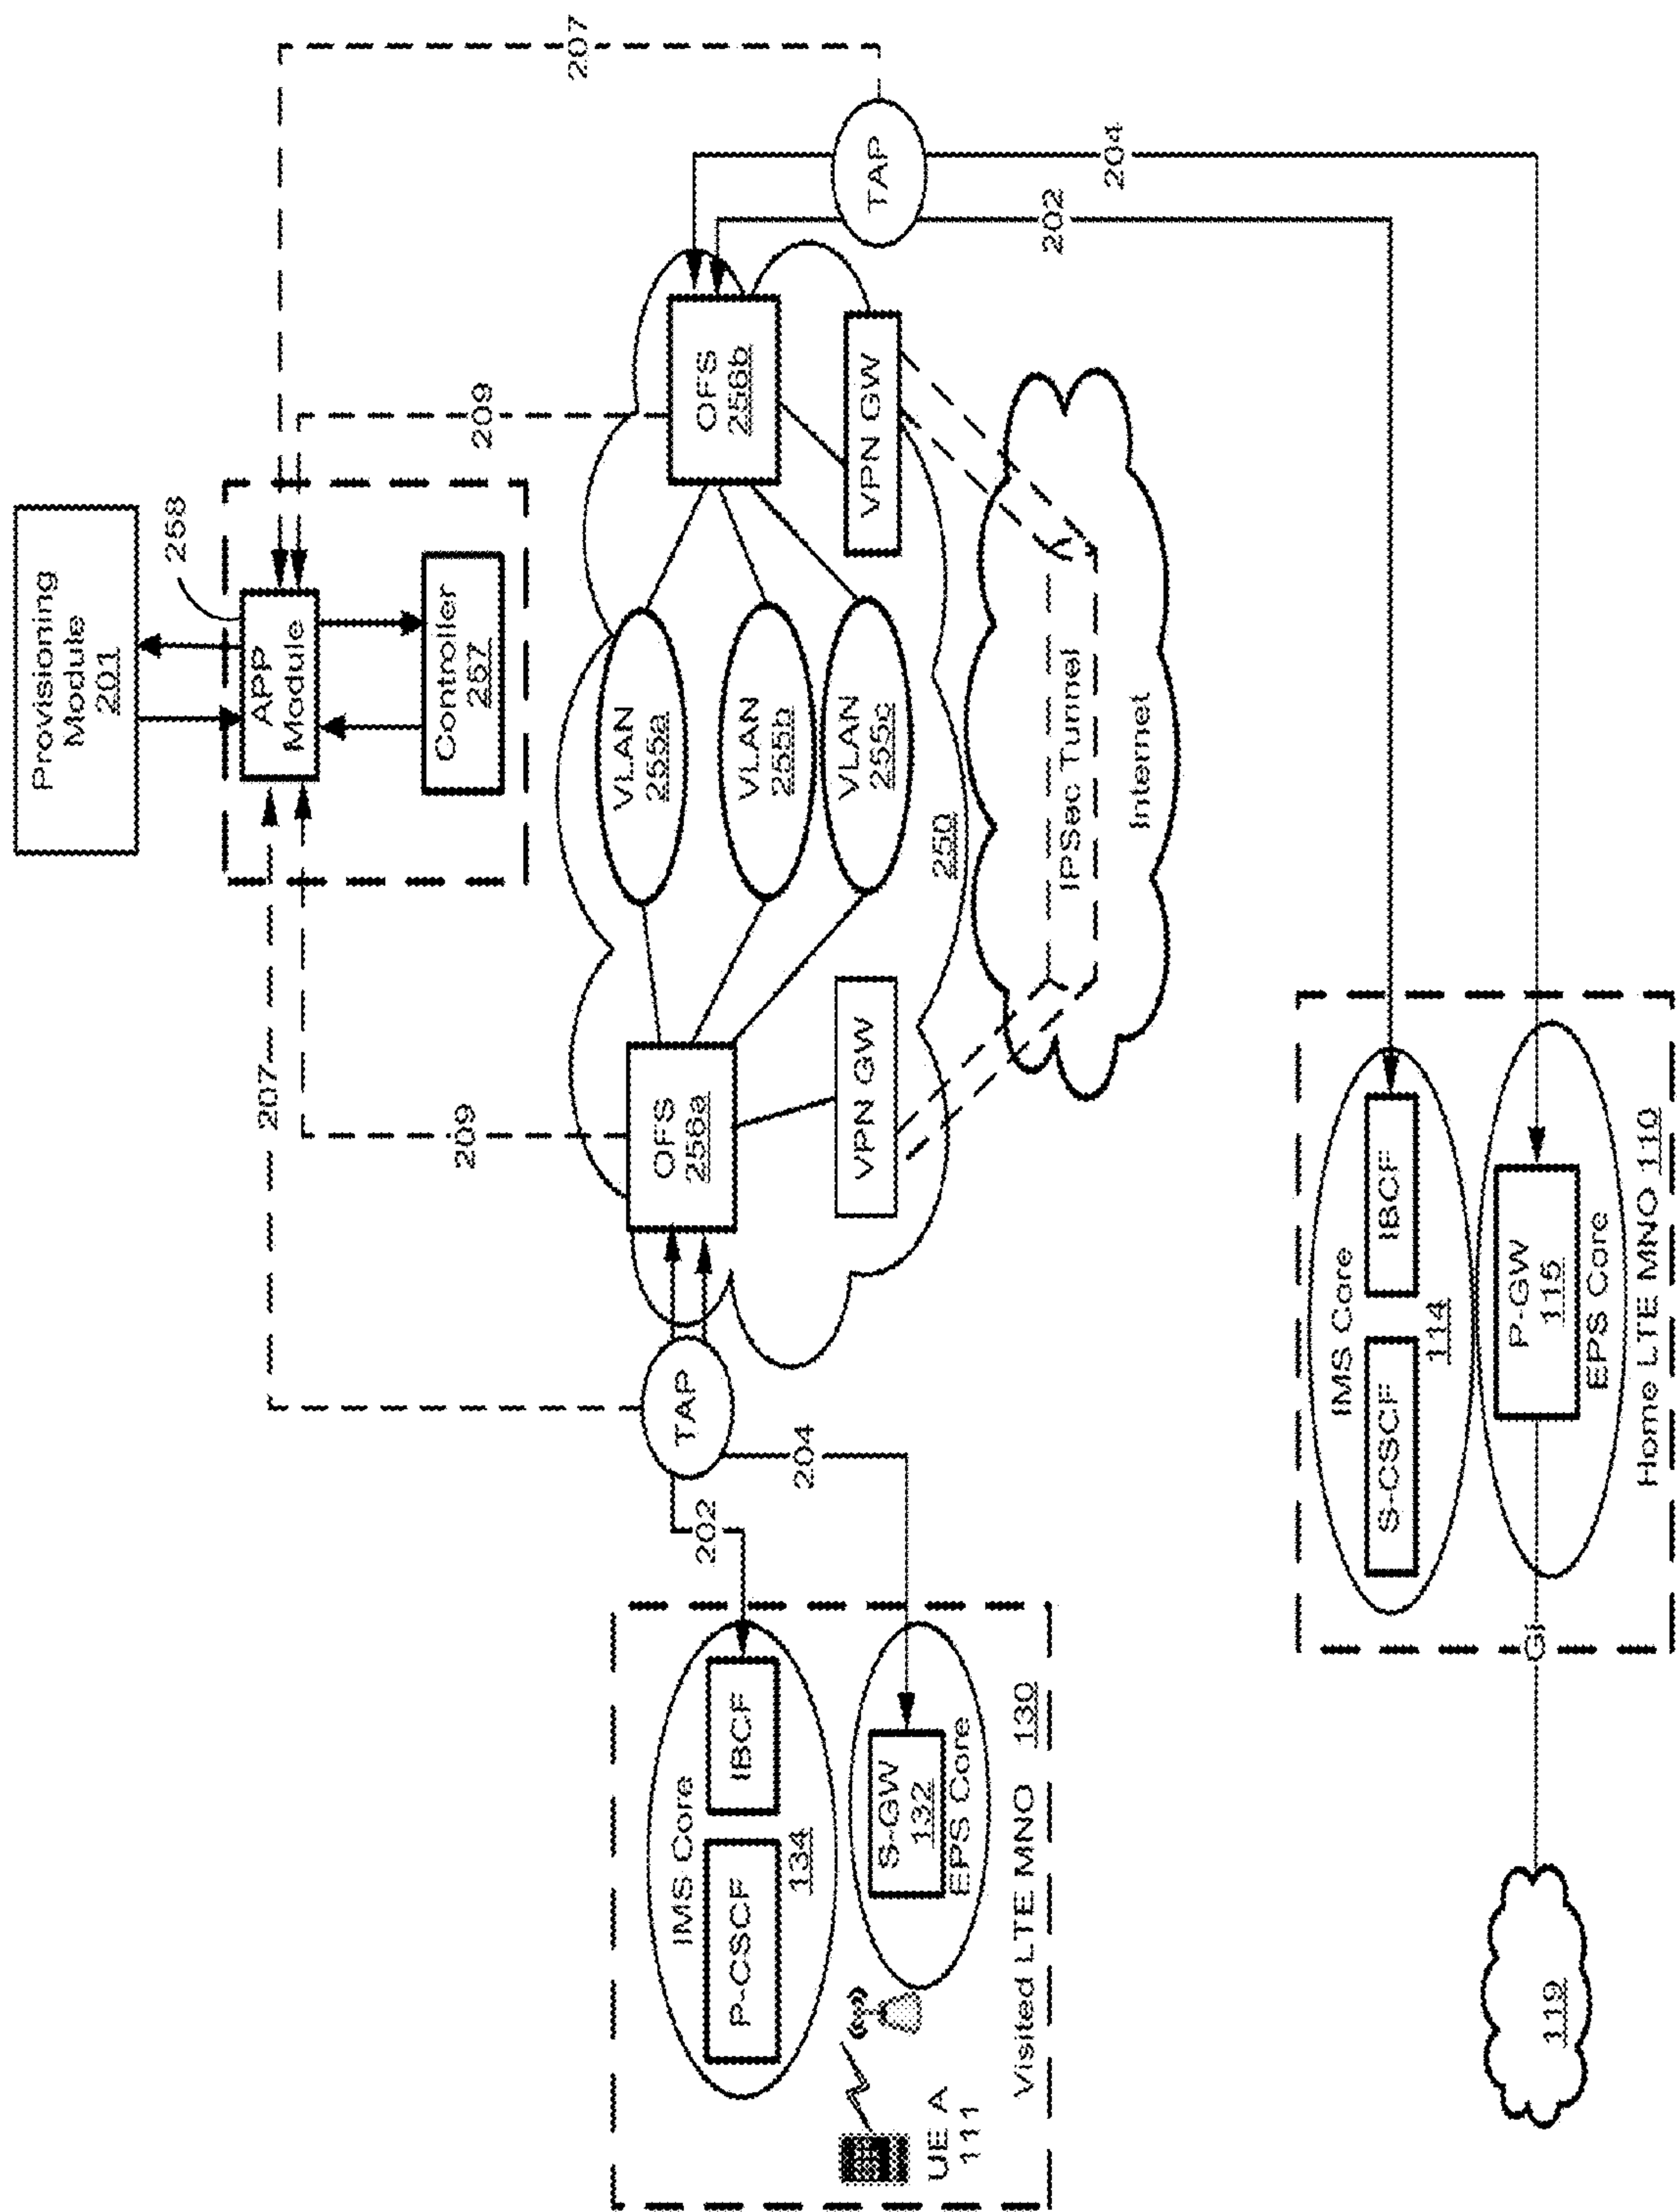 Provisioning
Module
201
258
APP
Module
Controller
257
207
209
207
209
OFS
256a
OFS
256b
VLAN
255a
VLAN
255b
VLAN
255c
250
VPN GW
VPN GW
IPSec Tunnel
Internet
TAP
TAP
202
204
202
204
IMS Core
P-CSCF
IBCF
134
S-GW
132
EPS Core
UE A
111
Visited LTE MNO 130
IMS Core
S-CSCF
IBCF
114
P-GW
115
EPS Core
Home LTE MNO 110
Gi
119